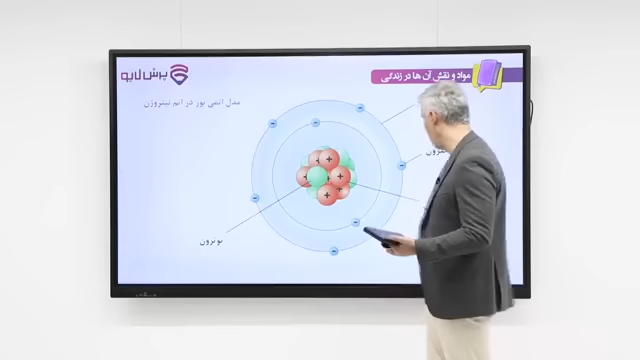 مواد و نقش آن ها در زندگی
پرش لایو
مدل اتمی بور در اتم نیتروژن
نوترون